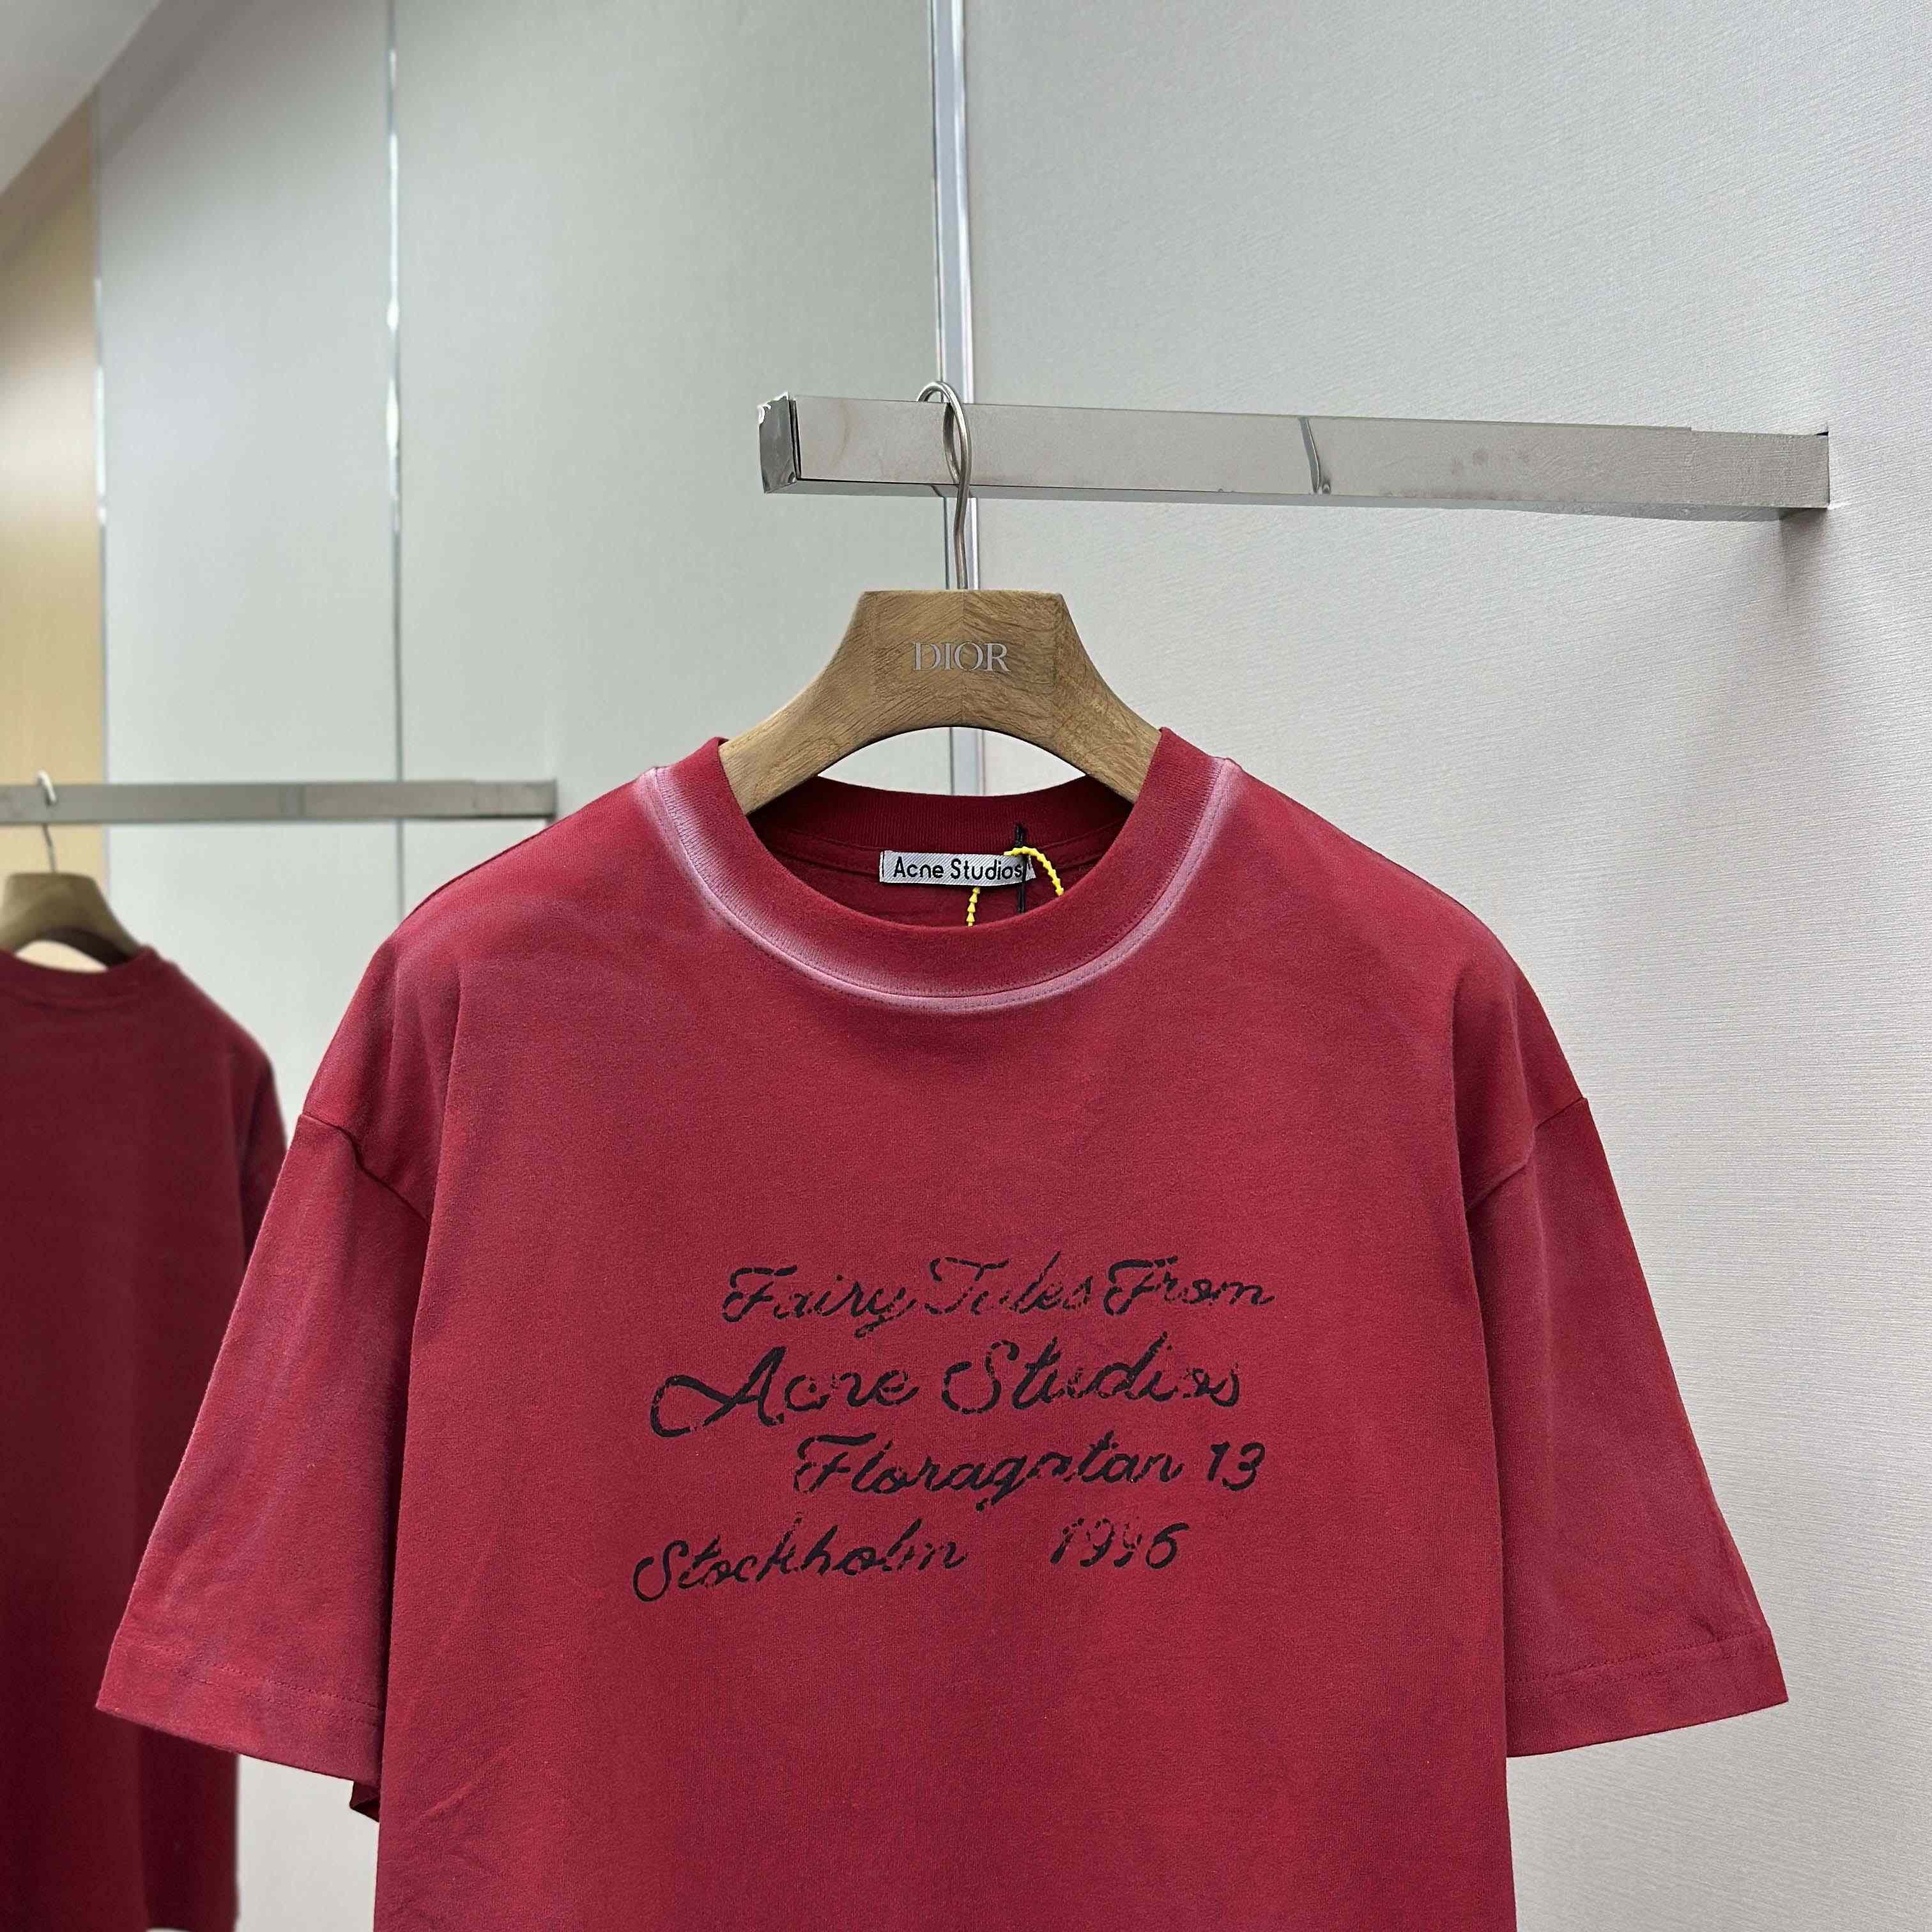 DIOR
Acne Studios
Fairy Tales From
Acne Studios
Floragatan 13
Stockholm 1996